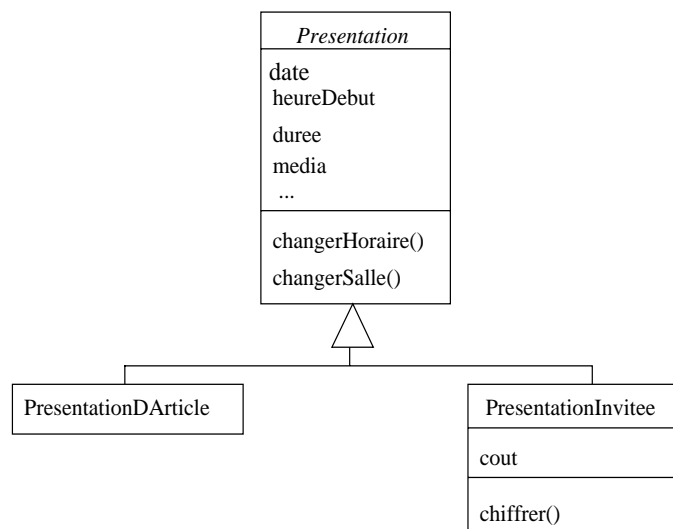 Presentation
date
heureDebut
duree
media
...
changerHoraire()
changerSalle()
PresentationDArticle
PresentationInvitee
cout
chiffrer()